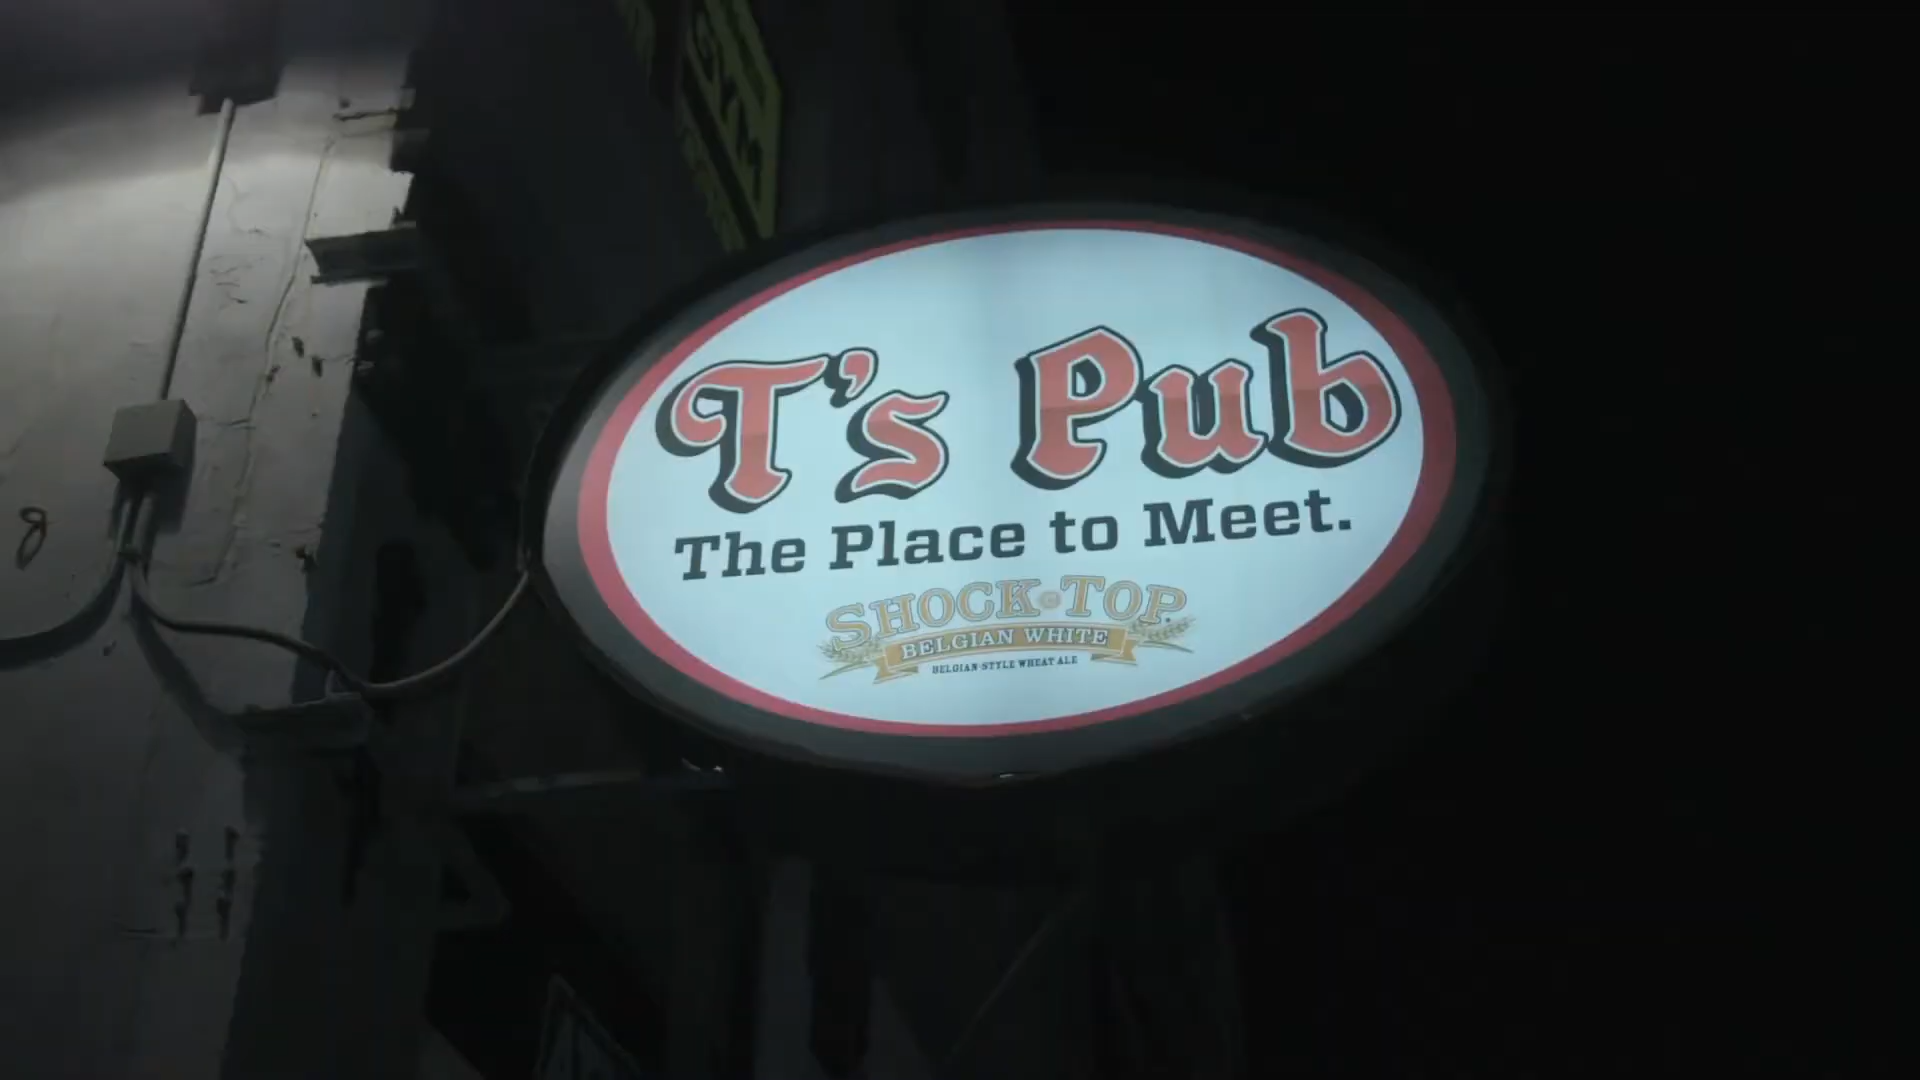 T's Pub
The Place to Meet.
SHOCK TOP
BELGIAN WHITE
BELGIAN-STYLE WHEAT ALE